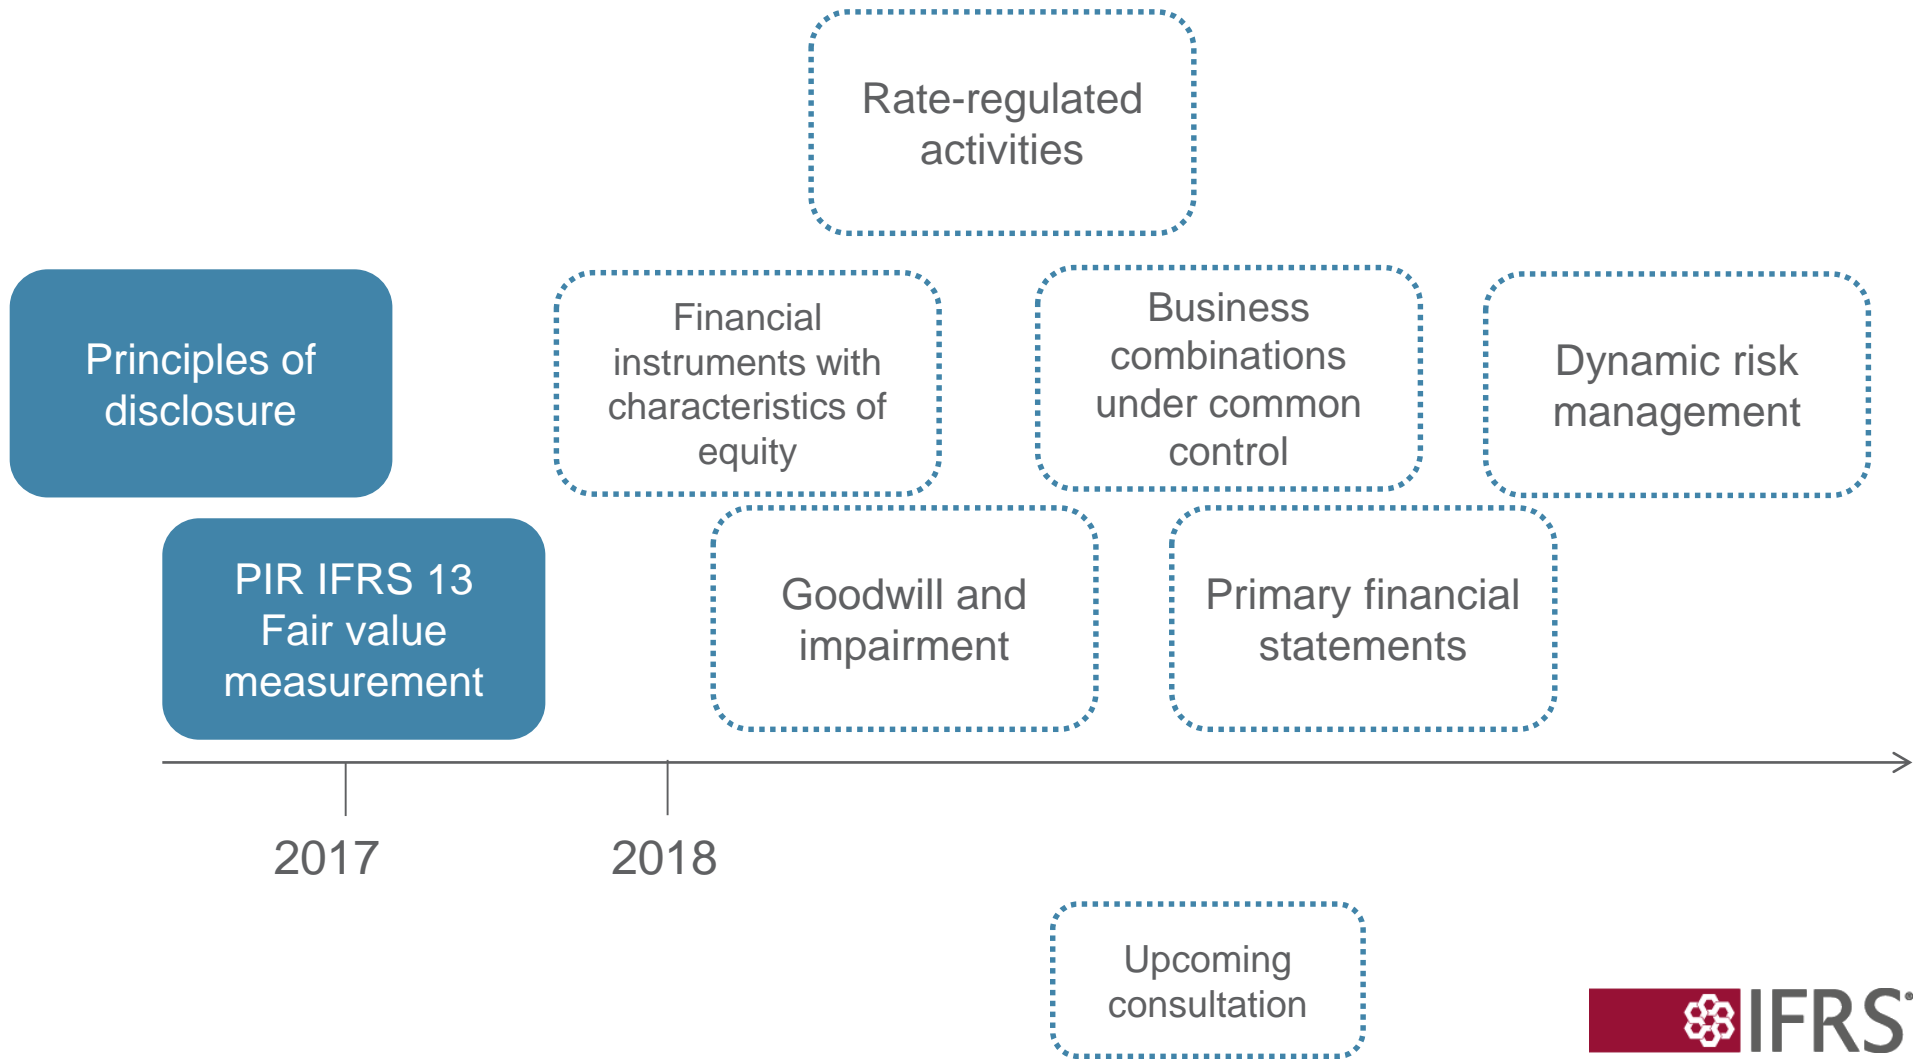 Rate-regulated
activities
Principles of
disclosure
Financial
instruments with
characteristics of
equity
Business
combinations
under common
control
Dynamic risk
management
PIR IFRS 13
Fair value
measurement
Goodwill and
impairment
Primary financial
statements
2017
2018
Upcoming
consultation
IFRS®